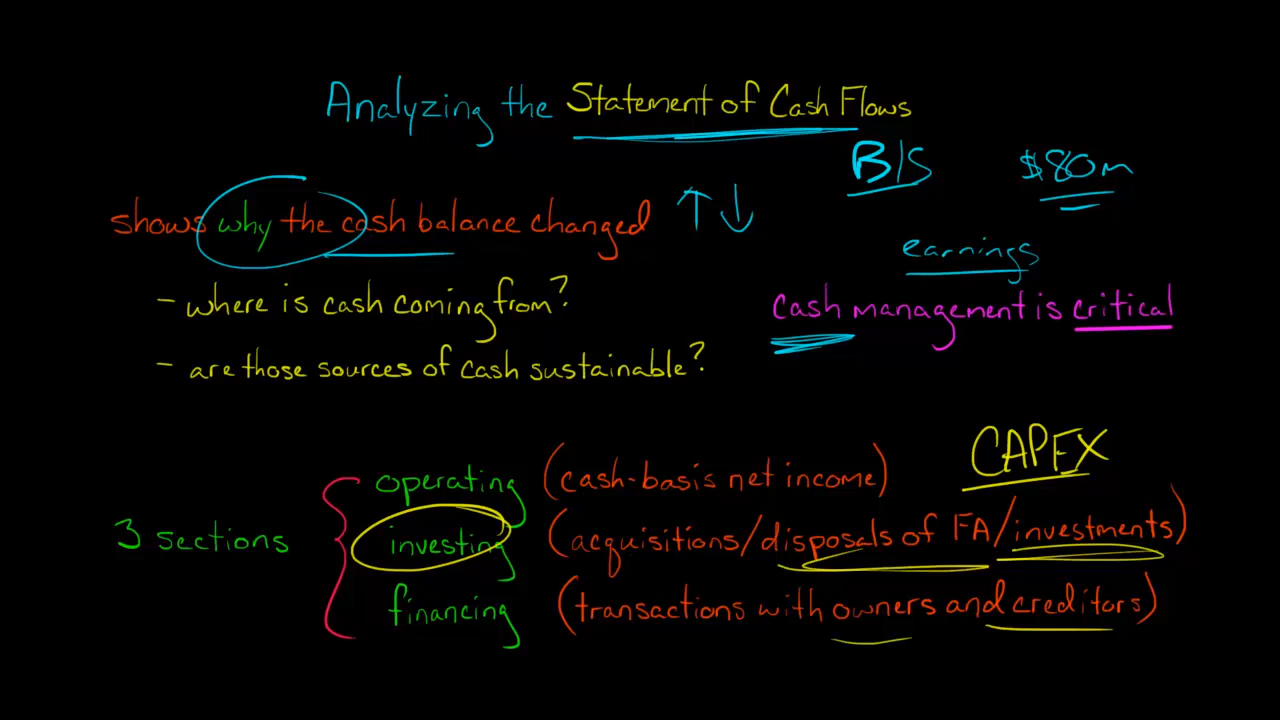 Analyzing the Statement of Cash Flows
B/S $80m
shows why the cash balance changed ↑↓
earnings
- where is cash coming from?
cash management is critical
- are those sources of cash sustainable?
CAPEX
3 sections
operating (cash-basis net income)
investing (acquisitions/disposals of FA/investments)
financing (transactions with owners and creditors)